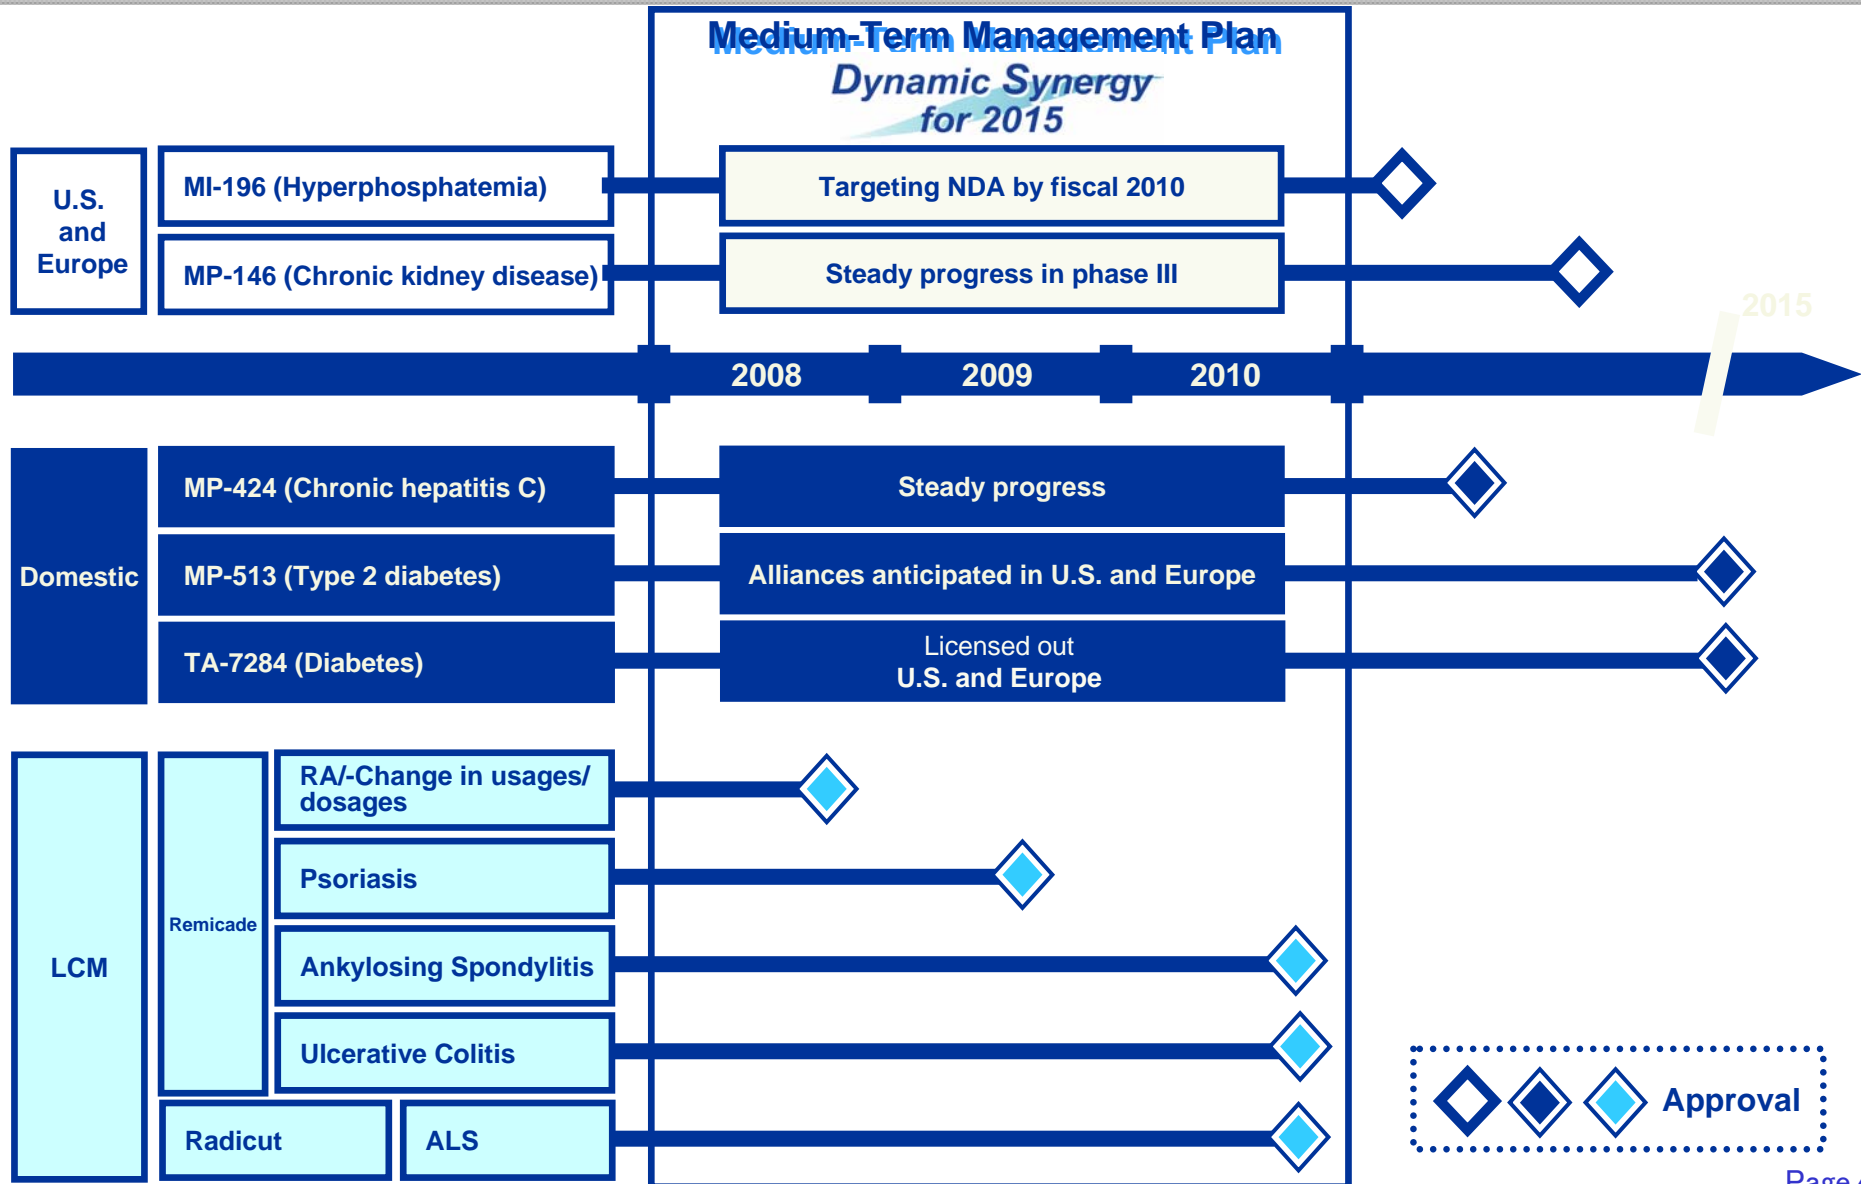 Medium-Term Management Plan
Dynamic Synergy
for 2015
U.S.
and
Europe
MI-196 (Hyperphosphatemia)
Targeting NDA by fiscal 2010
MP-146 (Chronic kidney disease)
Steady progress in phase III
2015
2008
2009
2010
Domestic
MP-424 (Chronic hepatitis C)
Steady progress
MP-513 (Type 2 diabetes)
Alliances anticipated in U.S. and Europe
TA-7284 (Diabetes)
Licensed out
U.S. and Europe
LCM
Remicade
RA/-Change in usages/
dosages
Psoriasis
Ankylosing Spondylitis
Ulcerative Colitis
Radicut
ALS
Approval
Page